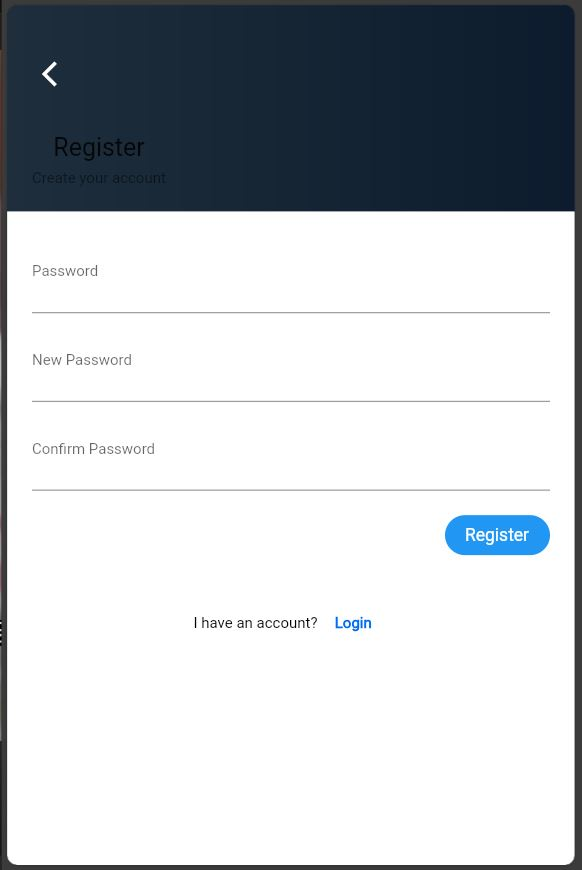 Register
Create your account
Password
New Password
Confirm Password
Register
I have an account? Login